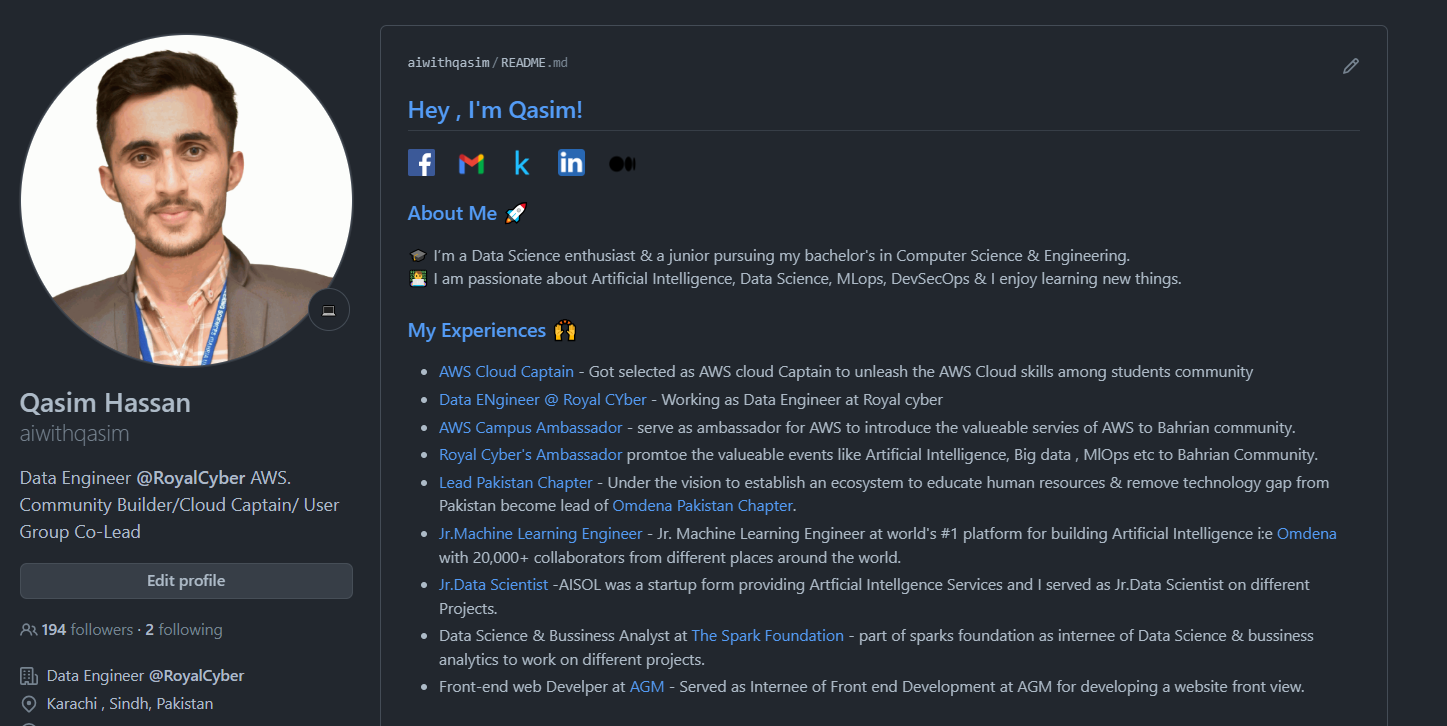 aiwithqasim/README.md
Hey , I'm Qasim!
About Me
I'm a Data Science enthusiast & a junior pursuing my bachelor's in Computer Science & Engineering.
I am passionate about Artificial Intelligence, Data Science, MLops, DevSecOps & I enjoy learning new things.
My Experiences
AWS Cloud Captain - Got selected as AWS cloud Captain to unleash the AWS Cloud skills among students community
Data ENgineer @ Royal CYber - Working as Data Engineer at Royal cyber
AWS Campus Ambassador - serve as ambassador for AWS to introduce the valueable servies of AWS to Bahrian community.
Royal Cyber's Ambassador promtoe the valueable events like Artificial Intelligence, Big data , MlOps etc to Bahrian Community.
Lead Pakistan Chapter - Under the vision to establish an ecosystem to educate human resources & remove technology gap from
Pakistan become lead of Omdena Pakistan Chapter.
Jr.Machine Learning Engineer - Jr. Machine Learning Engineer at world's #1 platform for building Artificial Intelligence i:e Omdena
with 20,000+ collaborators from different places around the world.
Jr.Data Scientist -AISOL was a startup form providing Artficial Intellgence Services and I served as Jr.Data Scientist on different
Projects.
Data Science & Bussiness Analyst at The Spark Foundation - part of sparks foundation as internee of Data Science & bussiness
analytics to work on different projects.
Front-end web Develper at AGM - Served as Internee of Front end Development at AGM for developing a website front view.
Qasim Hassan
aiwithqasim
Data Engineer @RoyalCyber AWS.
Community Builder/Cloud Captain/ User
Group Co-Lead
Edit profile
194 followers · 2 following
Data Engineer @RoyalCyber
Karachi , Sindh, Pakistan